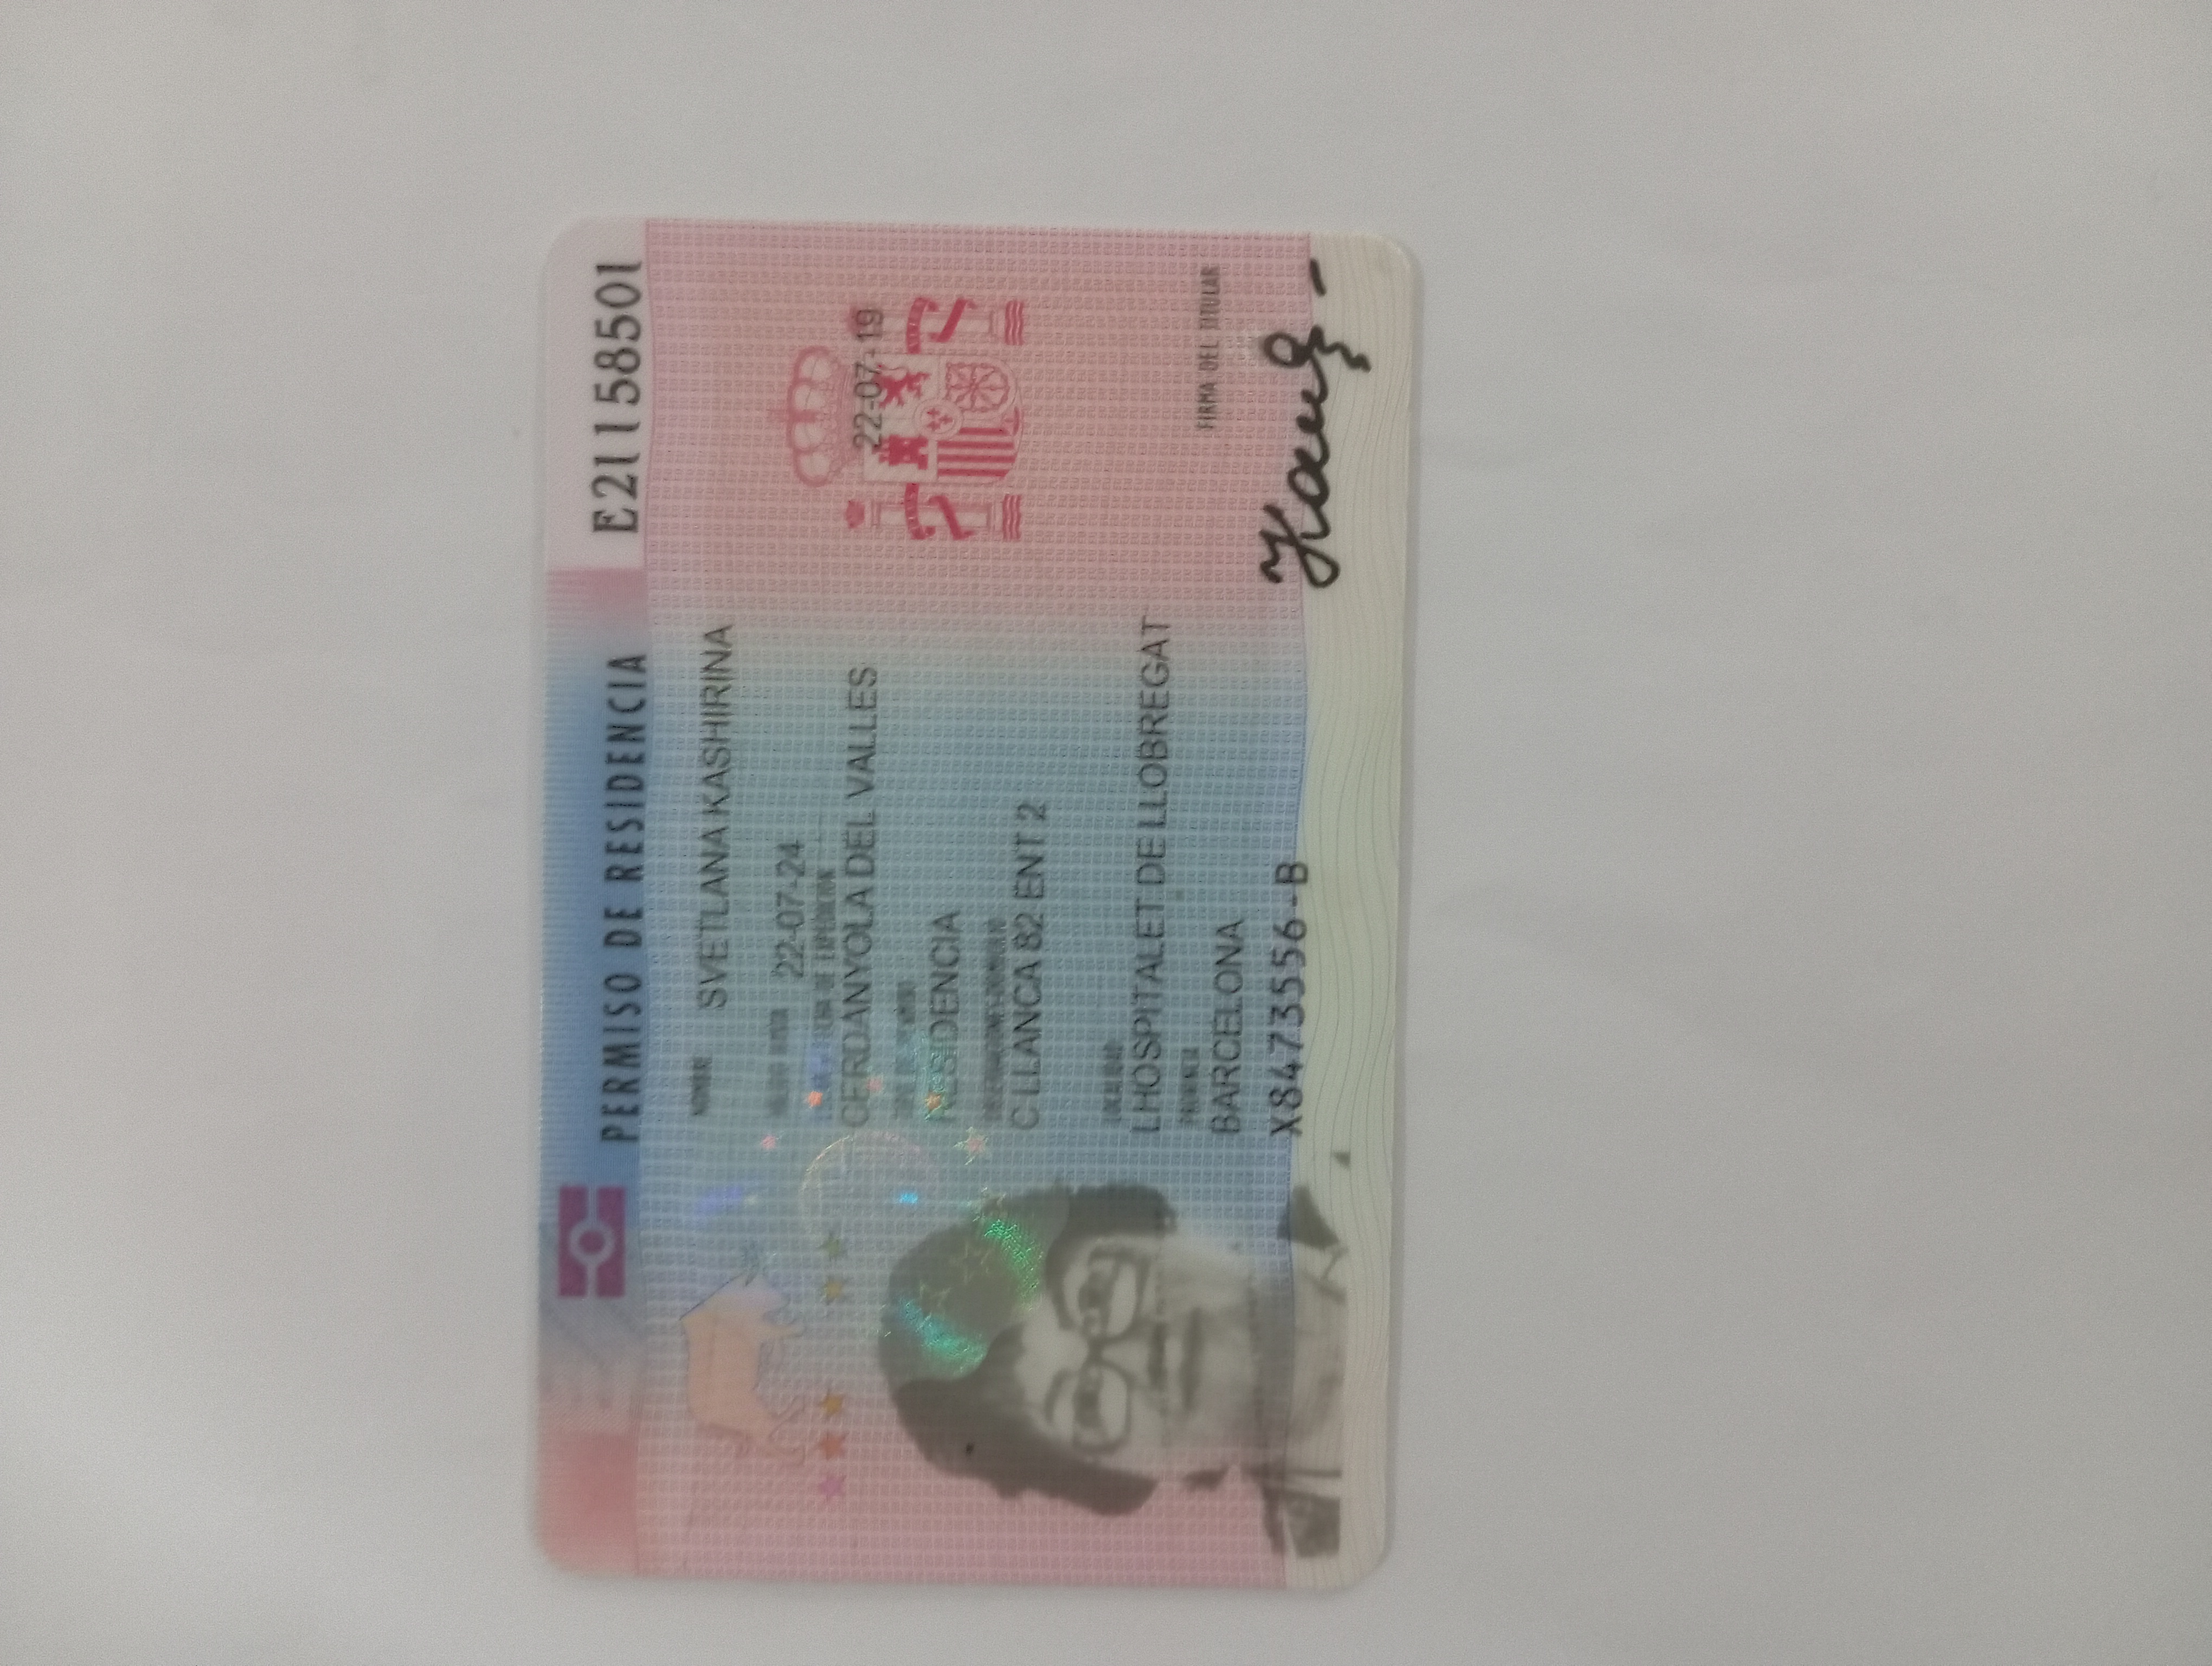 PERMISO DE RESIDENCIA
E21158501
NOMBRE SVETLANA KASHIRINA
VALIDO HASTA 22-07-24
LUGAR Y FECHA DE EXPEDICION
CERDANYOLA DEL VALLES 22-07-19
TIPO DE PERMISO
RESIDENCIA
OBSERVACIONES-DOMICILIO
C LLANCA 82 ENT 2
LOCALIDAD
LHOSPITALET DE LLOBREGAT
PROVINCIA
BARCELONA
FIRMA DEL TITULAR
X8473556-B